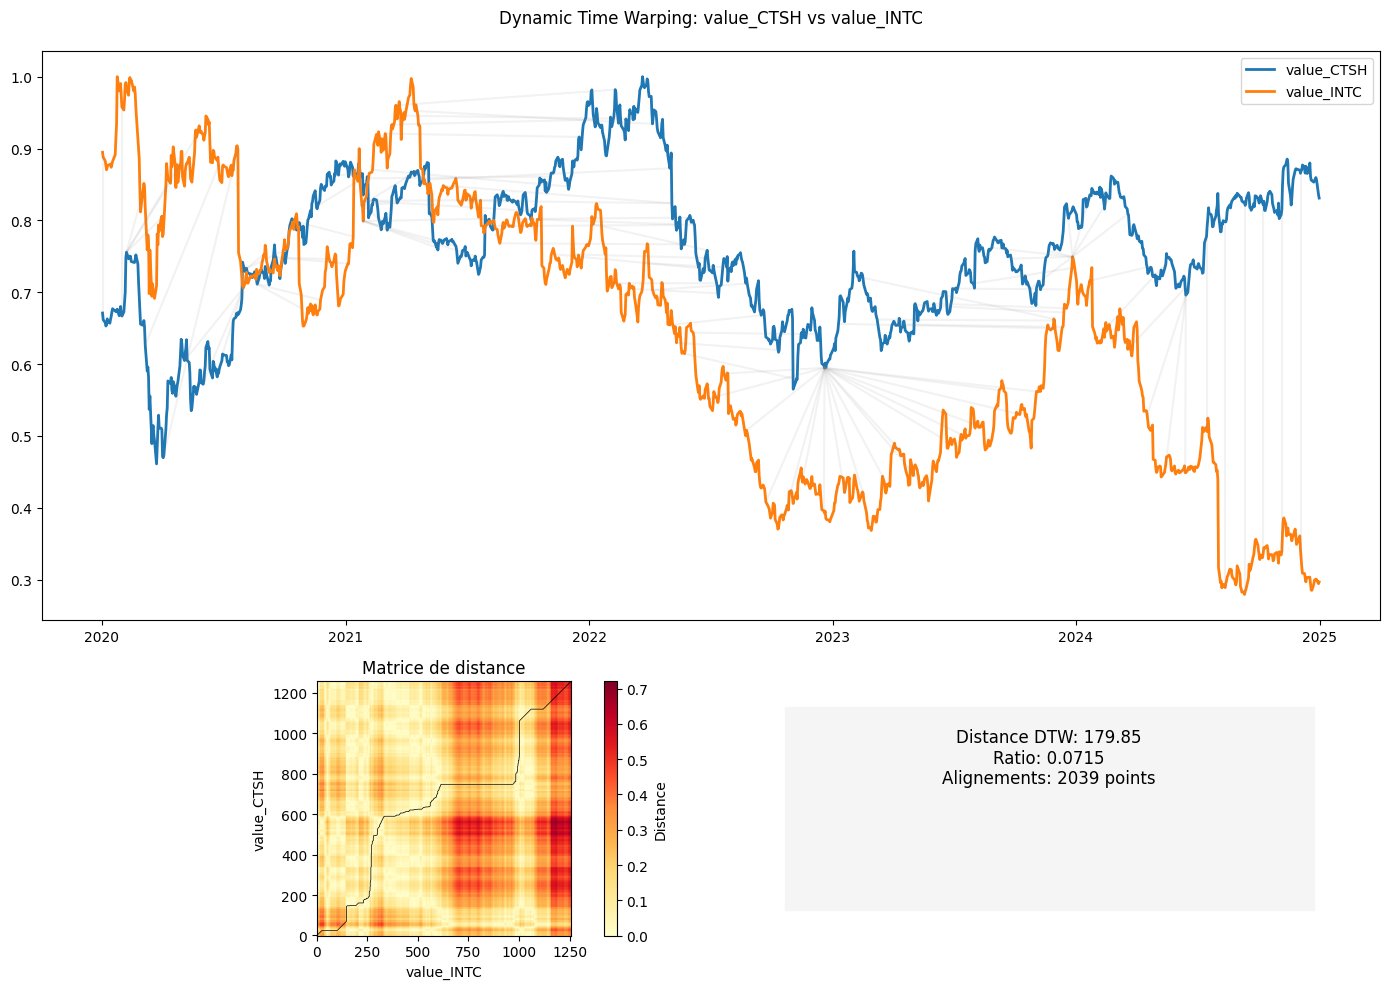 Dynamic Time Warping: value_CTSH vs value_INTC
value_CTSH
value_INTC
1.0
0.9
0.8
0.7
0.6
0.5
0.4
0.3
2020 2021 2022 2023 2024 2025
Matrice de distance
value_CTSH
1200
1000
800
600
400
200
0
0 250 500 750 1000 1250
value_INTC
0.7
0.6
0.5
0.4
0.3
0.2
0.1
0.0
Distance
Distance DTW: 179.85
Ratio: 0.0715
Alignements: 2039 points